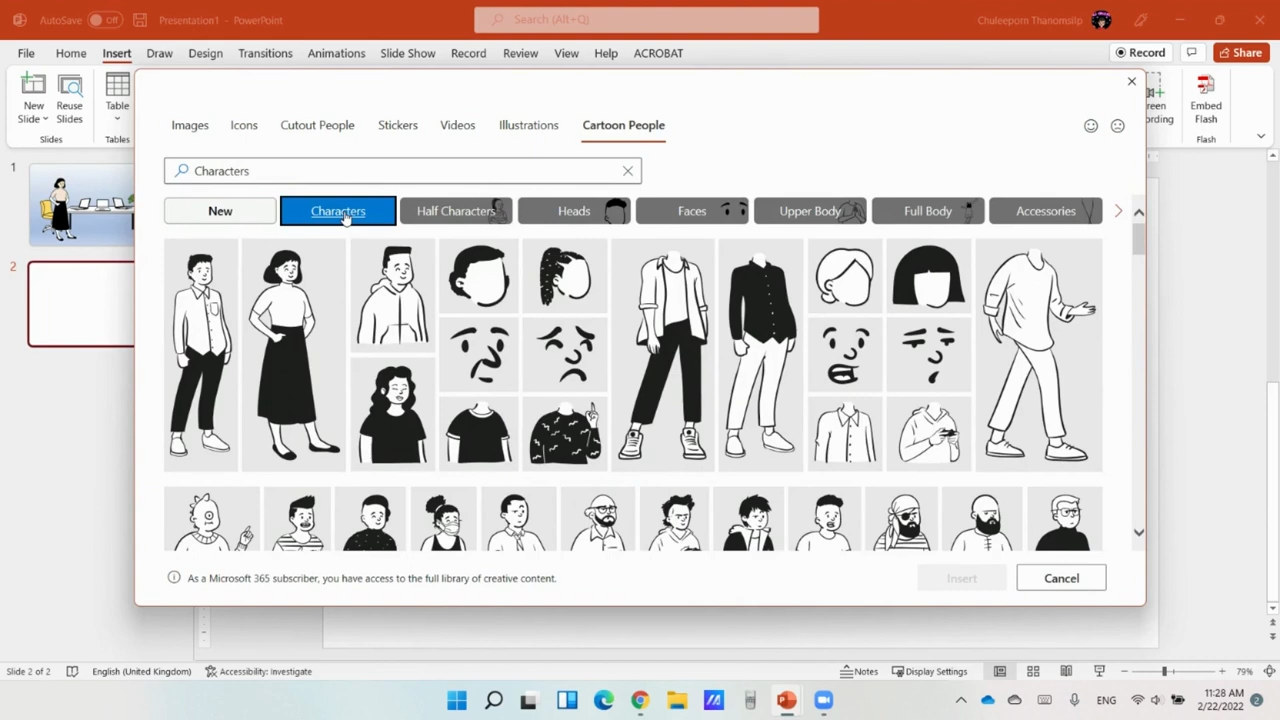 AutoSave Off Presentation1 - PowerPoint Search (Alt+Q) Chuleeporn Thanomsilp
File Home Insert Draw Design Transitions Animations Slide Show Record Review View Help ACROBAT Record Share
New Slide Reuse Slides Table Embed Flash
Slides Tables Flash
Images Icons Cutout People Stickers Videos Illustrations Cartoon People
Characters
New Characters Half Characters Heads Faces Upper Body Full Body Accessories
1
2
As a Microsoft 365 subscriber, you have access to the full library of creative content.
Insert Cancel
Slide 2 of 2 English (United Kingdom) Accessibility: Investigate Notes Display Settings 79%
ENG 11:28 AM
2/22/2022 2